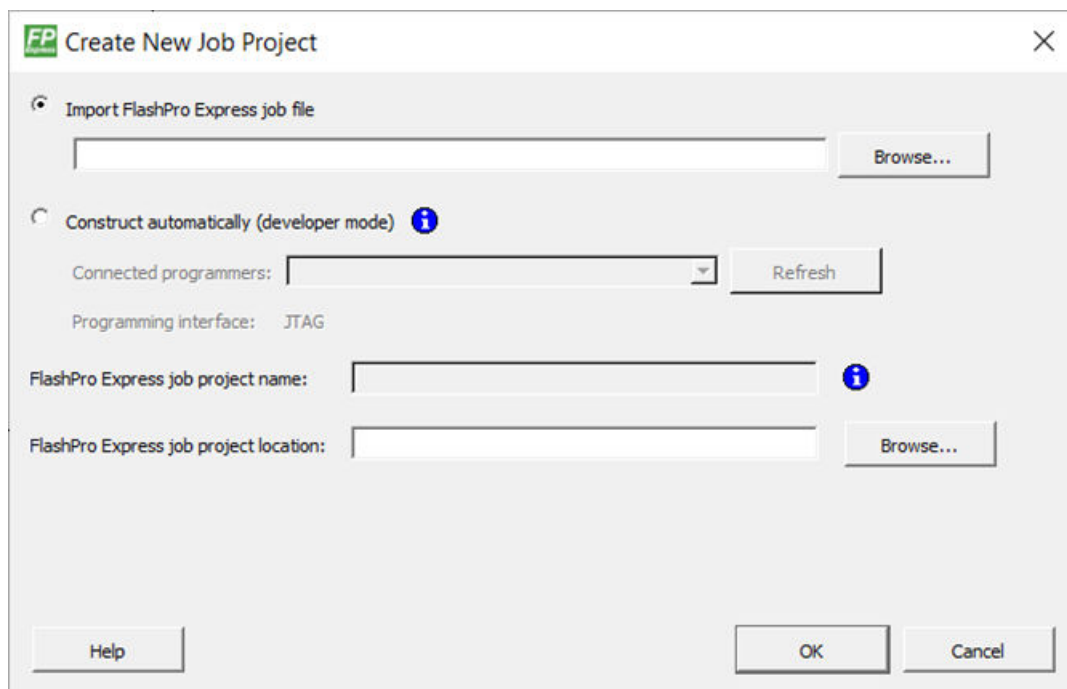 FP Express Create New Job Project
Import FlashPro Express job file
Browse...
Construct automatically (developer mode) i
Connected programmers: Refresh
Programming interface: JTAG
FlashPro Express job project name: i
FlashPro Express job project location: Browse...
Help OK Cancel